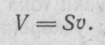 V = Sv.